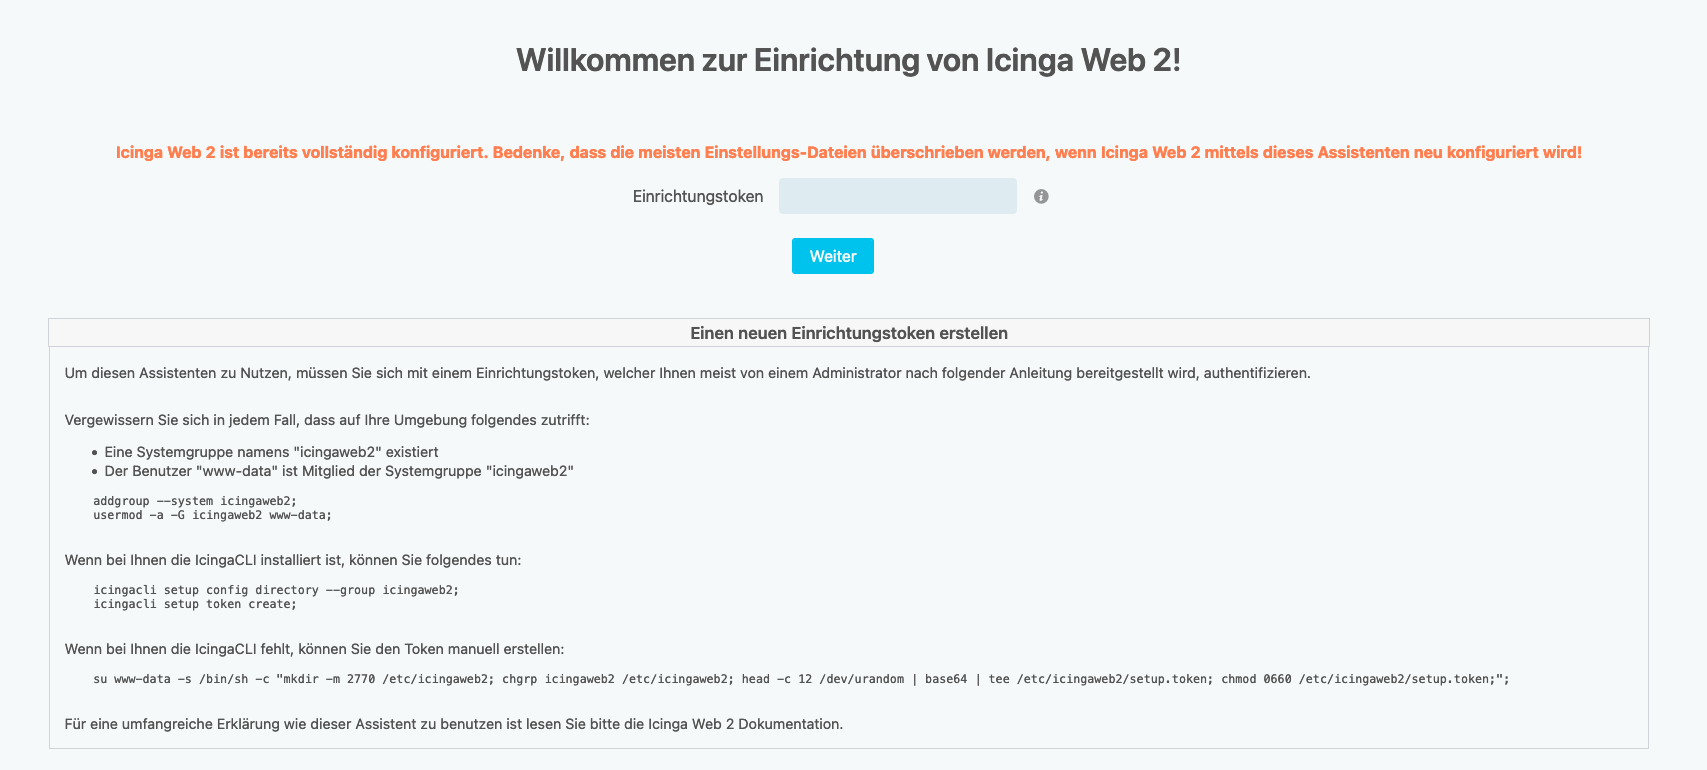 Willkommen zur Einrichtung von Icinga Web 2!
Icinga Web 2 ist bereits vollständig konfiguriert. Bedenke, dass die meisten Einstellungs-Dateien überschrieben werden, wenn Icinga Web 2 mittels dieses Assistenten neu konfiguriert wird!
Einrichtungstoken
Weiter
Einen neuen Einrichtungstoken erstellen
Um diesen Assistenten zu Nutzen, müssen Sie sich mit einem Einrichtungstoken, welcher Ihnen meist von einem Administrator nach folgender Anleitung bereitgestellt wird, authentifizieren.
Vergewissern Sie sich in jedem Fall, dass auf Ihre Umgebung folgendes zutrifft:
• Eine Systemgruppe namens "icingaweb2" existiert
• Der Benutzer "www-data" ist Mitglied der Systemgruppe "icingaweb2"
addgroup --system icingaweb2;
usermod -a -G icingaweb2 www-data;
Wenn bei Ihnen die IcingaCLI installiert ist, können Sie folgendes tun:
icingacli setup config directory --group icingaweb2;
icingacli setup token create;
Wenn bei Ihnen die IcingaCLI fehlt, können Sie den Token manuell erstellen:
su www-data -s /bin/sh -c "mkdir -m 2770 /etc/icingaweb2; chgrp icingaweb2 /etc/icingaweb2; head -c 12 /dev/urandom | base64 | tee /etc/icingaweb2/setup.token; chmod 0660 /etc/icingaweb2/setup.token;";
Für eine umfangreiche Erklärung wie dieser Assistent zu benutzen ist lesen Sie bitte die Icinga Web 2 Dokumentation.